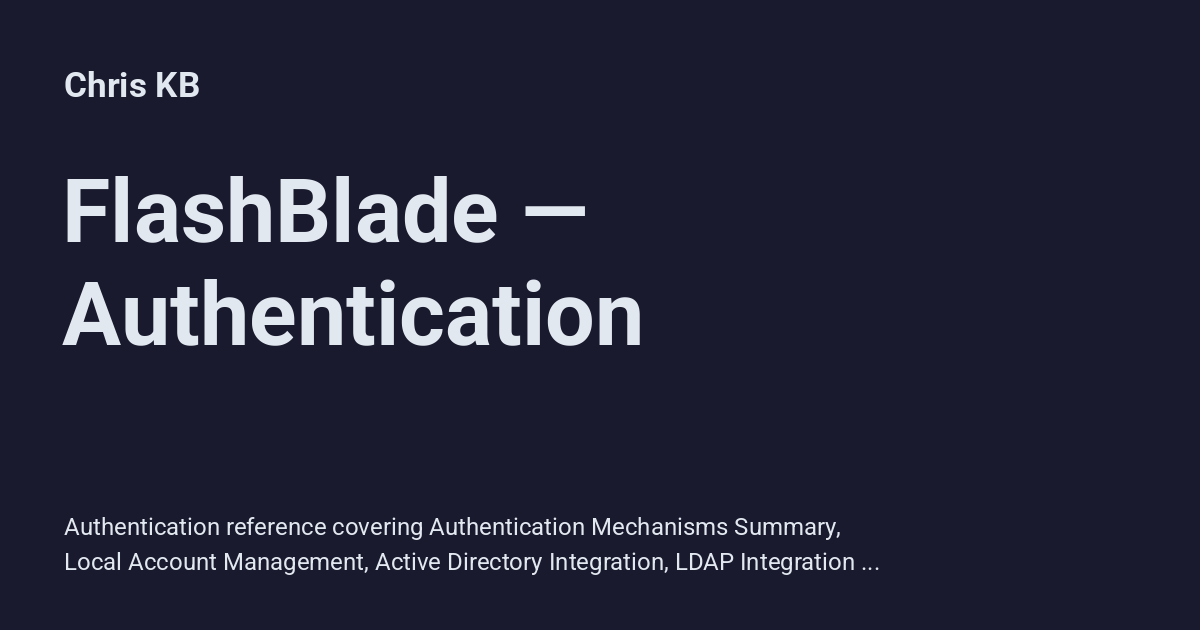 Chris KB
FlashBlade —
Authentication
Authentication reference covering Authentication Mechanisms Summary,
Local Account Management, Active Directory Integration, LDAP Integration ...